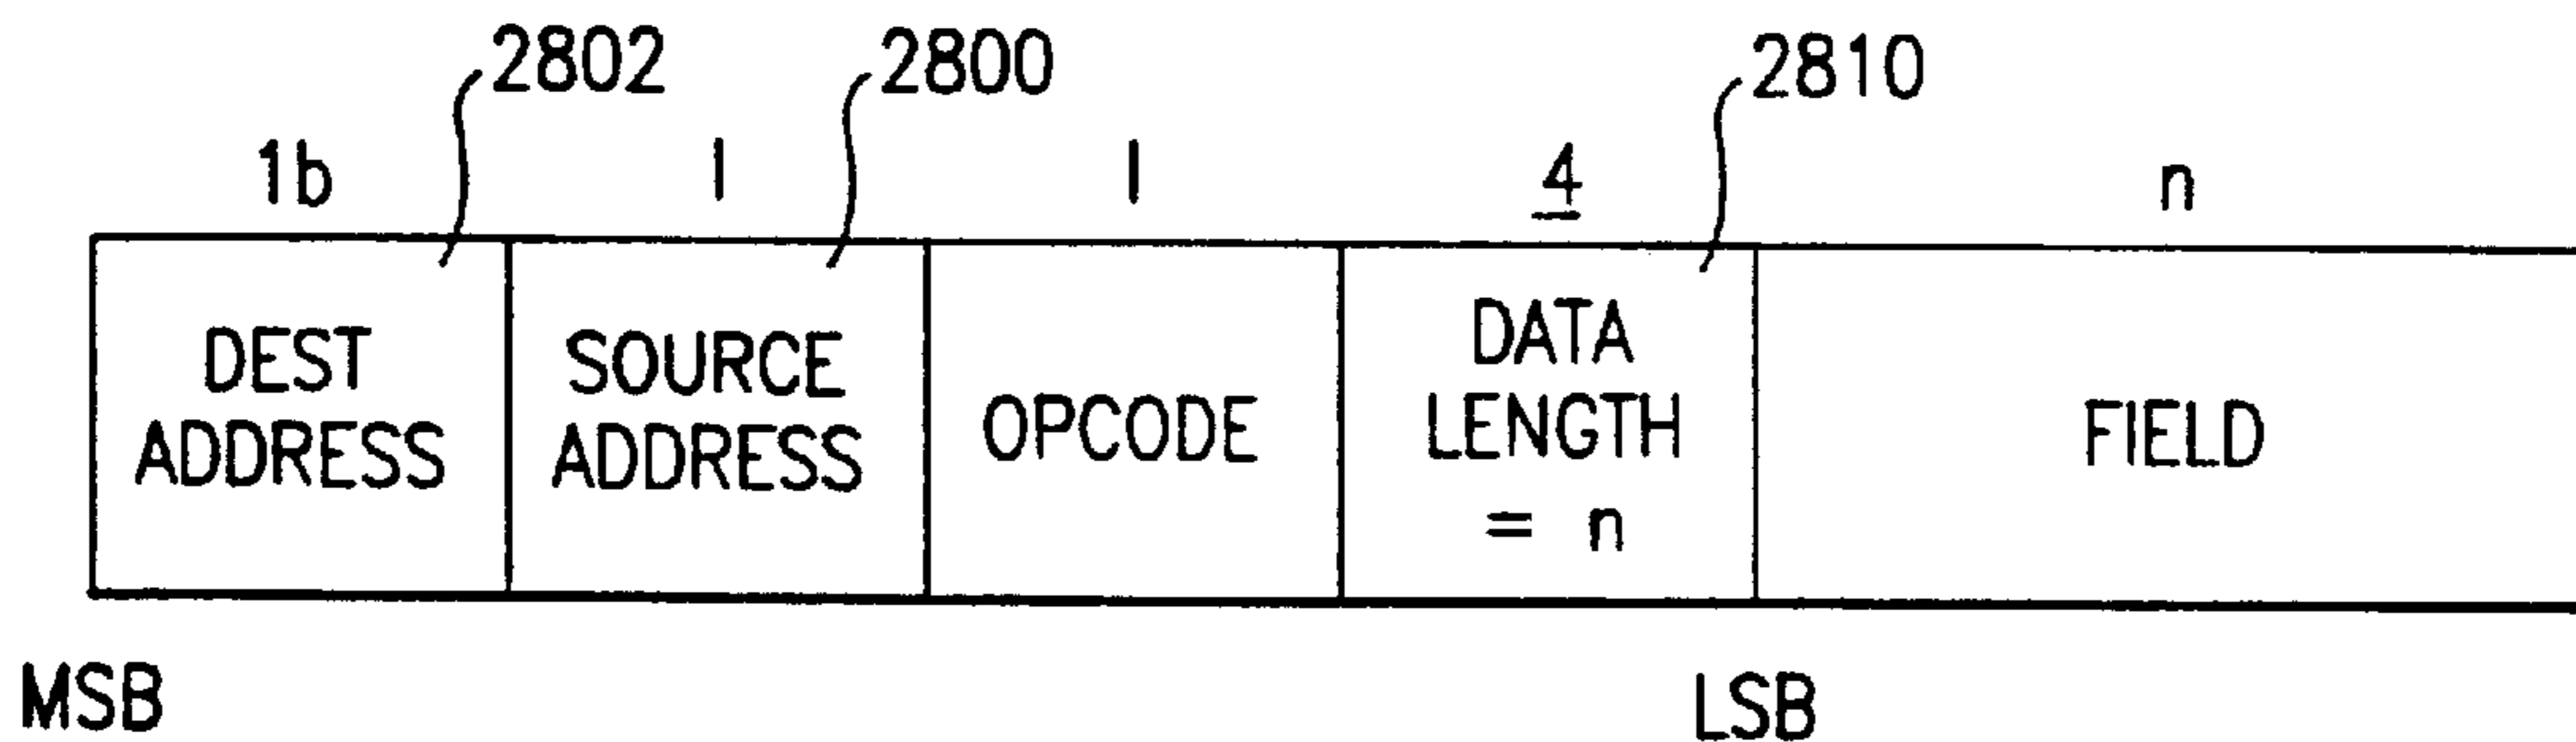 2802 2800 2810
1b 1 1 4 n
DEST ADDRESS
SOURCE ADDRESS
OPCODE
DATA LENGTH = n
FIELD
MSB LSB